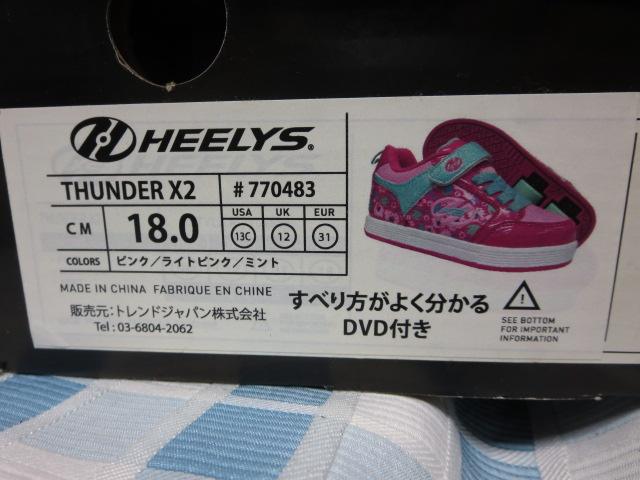 HEELYS®
THUNDER X2
#770483
CM
18.0
USA
13C
UK
12
EUR
31
COLORS
ピンク／ライトピンク／ミント
MADE IN CHINA FABRIQUE EN CHINE
販売元：トレンドジャパン株式会社
Tel : 03-6804-2062
すべり方がよく分かる
DVD付き
SEE BOTTOM
FOR IMPORTANT
INFORMATION